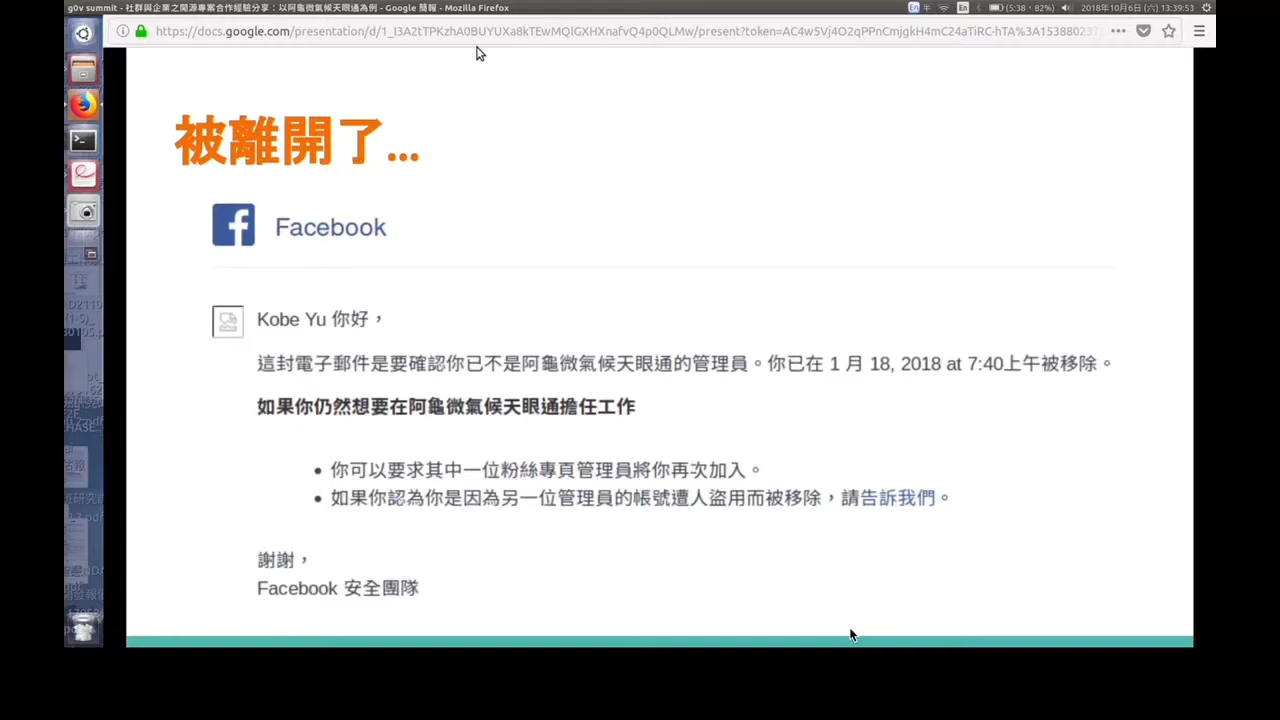 g0v summit - 社群與企業之開源專案合作經驗分享：以阿龜微氣候天眼通為例 - Google 簡報 - Mozilla Firefox
En
En
(5:38, 82%)
2018年10月6日 (六) 13:39:53
https://docs.google.com/presentation/d/1_I3A2tTPKzhA0BUYUXa8kTEwMQIGXHXnafvQ4p0QLMw/present?token=AC4w5Vj4O2qPPnCmjgkH4mC24aTiRC-hTA%3A153880237
被離開了...
Facebook
Kobe Yu 你好，
這封電子郵件是要確認你已不是阿龜微氣候天眼通的管理員。你已在 1 月 18, 2018 at 7:40上午被移除。
如果你仍然想要在阿龜微氣候天眼通擔任工作
• 你可以要求其中一位粉絲專頁管理員將你再次加入。
• 如果你認為你是因為另一位管理員的帳號遭人盜用而被移除，請告訴我們。
謝謝，
Facebook 安全團隊